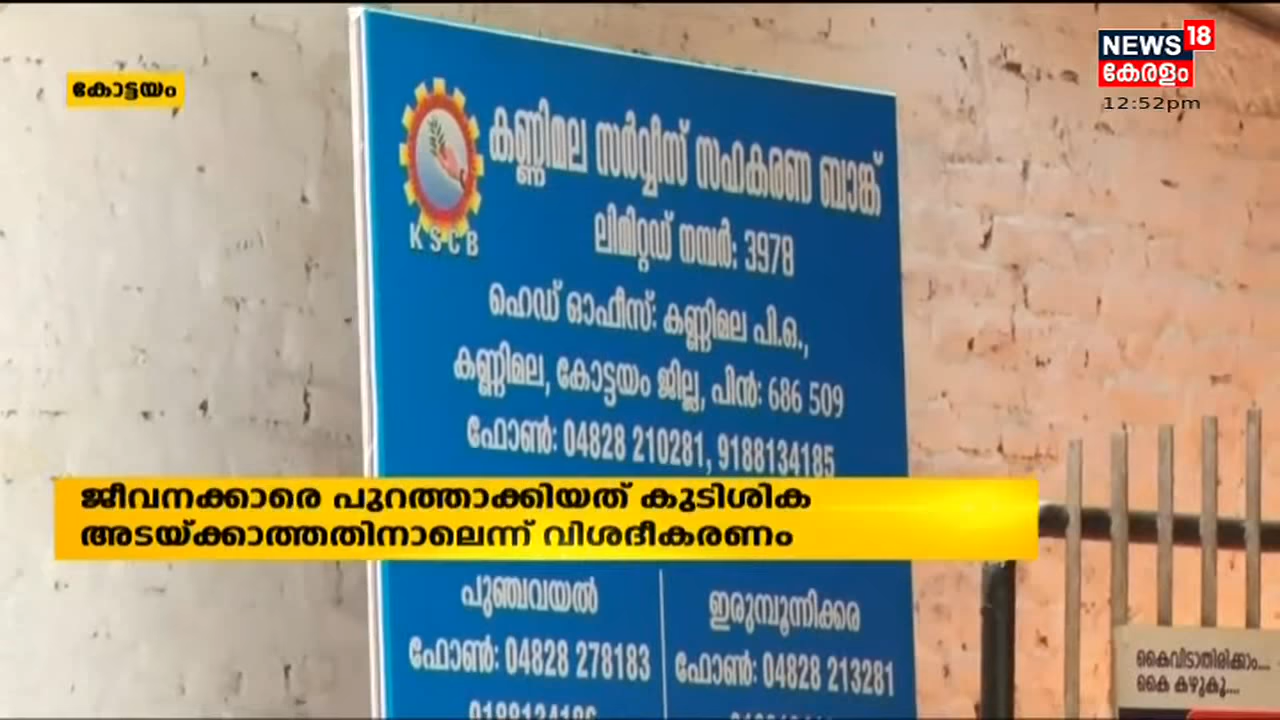 NEWS 18
കേരളം
12:52pm
കോട്ടയം
കണ്ണിമല സർവ്വീസ് സഹകരണ ബാങ്ക്
ലിമിറ്റഡ് നമ്പർ: 3978
KSCB
ഹെഡ് ഓഫീസ്: കണ്ണിമല പി.ഒ.,
കണ്ണിമല, കോട്ടയം ജില്ല, പിൻ: 686 509
ഫോൺ: 04828 210281, 9188134185
ജീവനക്കാരെ പുറത്താക്കിയത് കുടിശിക
അടയ്ക്കാത്തതിനാലെന്ന് വിശദീകരണം
പുഞ്ചവയൽ
ഫോൺ: 04828 278183
ഇരുമ്പൂന്നിക്കര
ഫോൺ: 04828 213281
കൈവിടാതിരിക്കാം....
കൈ കഴുകൂ....